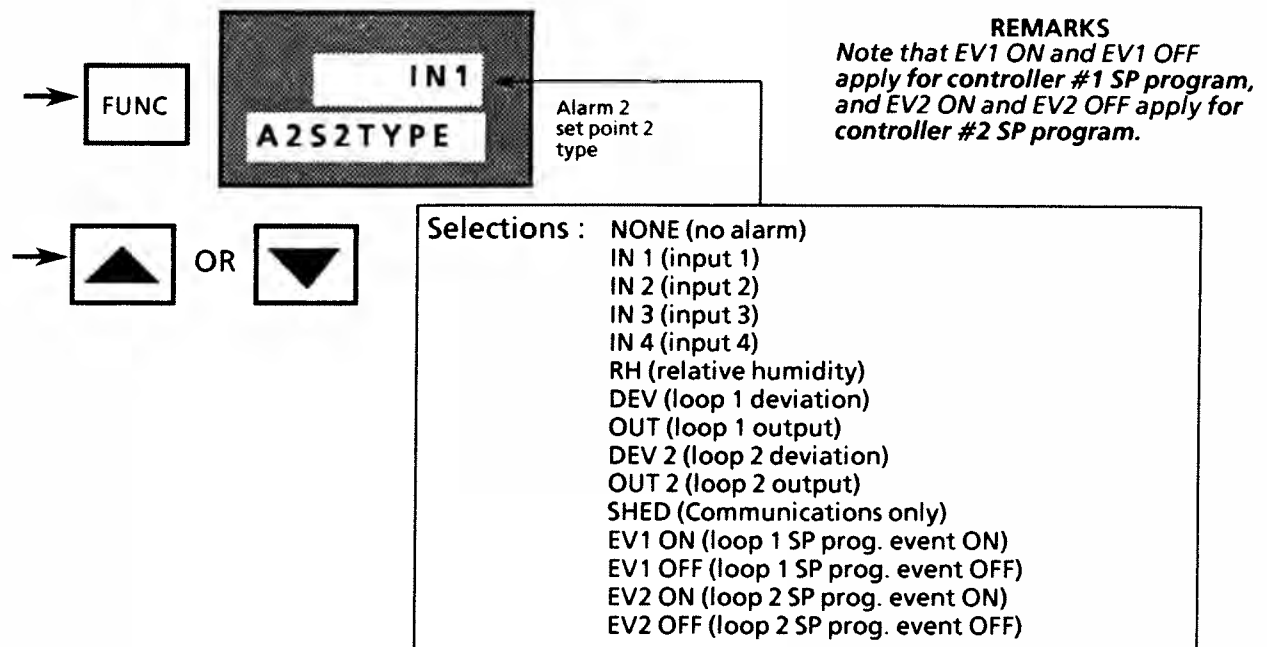 FUNC
IN1
A2S2TYPE
Alarm 2
set point 2
type
REMARKS
Note that EV1 ON and EV1 OFF
apply for controller #1 SP program,
and EV2 ON and EV2 OFF apply for
controller #2 SP program.
OR
Selections : NONE (no alarm)
IN 1 (input 1)
IN 2 (input 2)
IN 3 (input 3)
IN 4 (input 4)
RH (relative humidity)
DEV (loop 1 deviation)
OUT (loop 1 output)
DEV 2 (loop 2 deviation)
OUT 2 (loop 2 output)
SHED (Communications only)
EV1 ON (loop 1 SP prog. event ON)
EV1 OFF (loop 1 SP prog. event OFF)
EV2 ON (loop 2 SP prog. event ON)
EV2 OFF (loop 2 SP prog. event OFF)